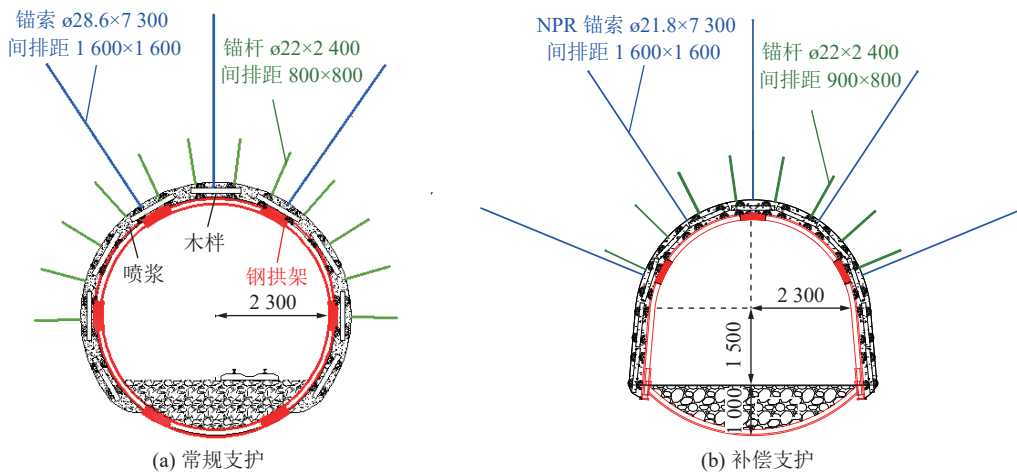 锚索 ø28.6×7 300
间排距 1 600×1 600
锚杆 ø22×2 400
间排距 800×800
木柈
喷浆
钢拱架
2 300
(a) 常规支护
NPR 锚索 ø21.8×7 300
间排距 1 600×1 600
锚杆 ø22×2 400
间排距 900×800
2 300
1 500
1 000
(b) 补偿支护